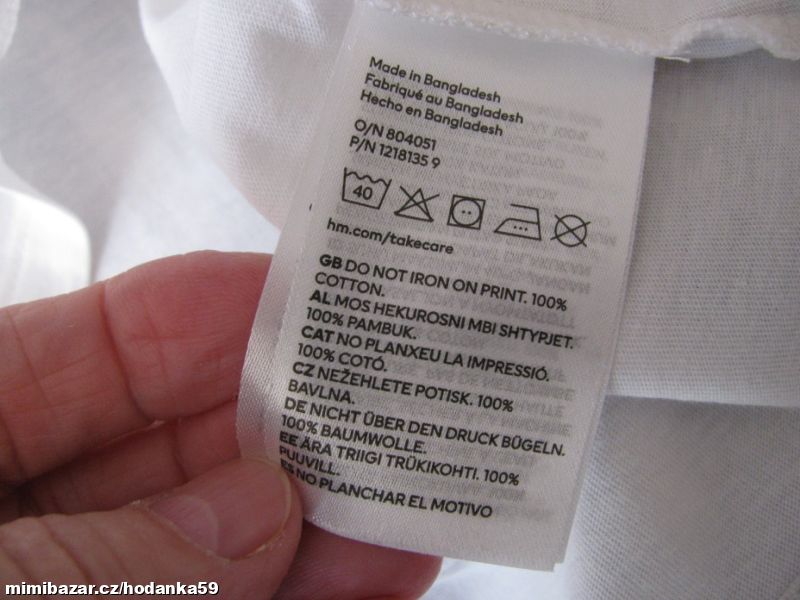 Made in Bangladesh
Fabriqué au Bangladesh
Hecho en Bangladesh
O/N 804051
P/N 1218135 9
40
hm.com/takecare
GB DO NOT IRON ON PRINT. 100%
COTTON.
AL MOS HEKUROSNI MBI SHTYPJET.
100% PAMBUK.
CAT NO PLANXEU LA IMPRESSIÓ.
100% COTÓ.
CZ NEŽEHLETE POTISK. 100%
BAVLNA.
DE NICHT ÜBER DEN DRUCK BÜGELN.
100% BAUMWOLLE.
EE ÄRA TRIIGI TRÜKIKOHTI. 100%
PUUVILL.
ES NO PLANCHAR EL MOTIVO
mimibazar.cz/hodanka59